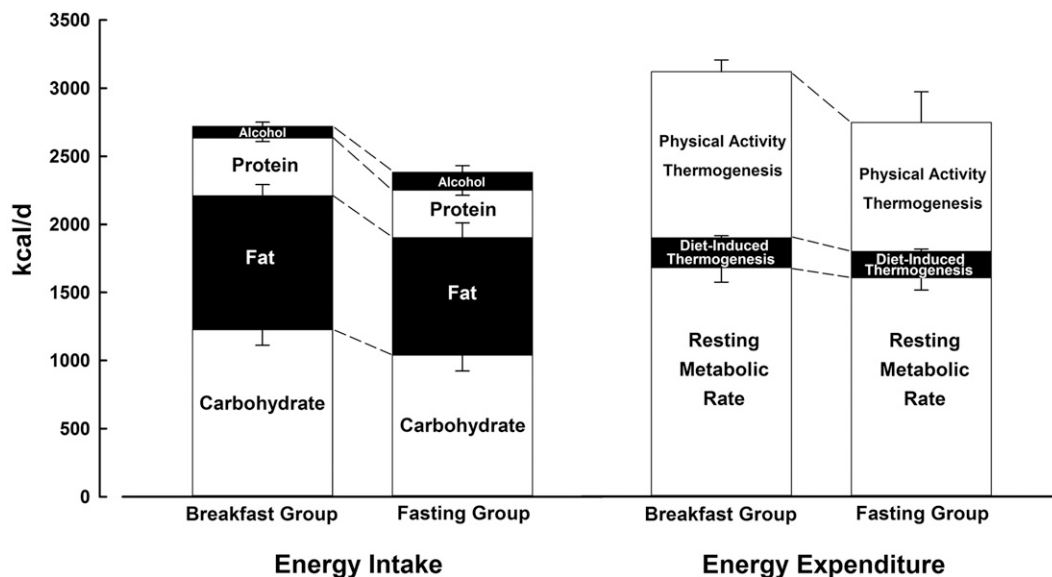 3500
3000
2500
2000
1500
1000
500
0
kcal/d
Alcohol
Protein
Fat
Carbohydrate
Alcohol
Protein
Fat
Carbohydrate
Physical Activity
Thermogenesis
Diet-Induced
Thermogenesis
Resting
Metabolic
Rate
Physical Activity
Thermogenesis
Diet-Induced
Thermogenesis
Resting
Metabolic
Rate
Breakfast Group
Fasting Group
Breakfast Group
Fasting Group
Energy Intake
Energy Expenditure